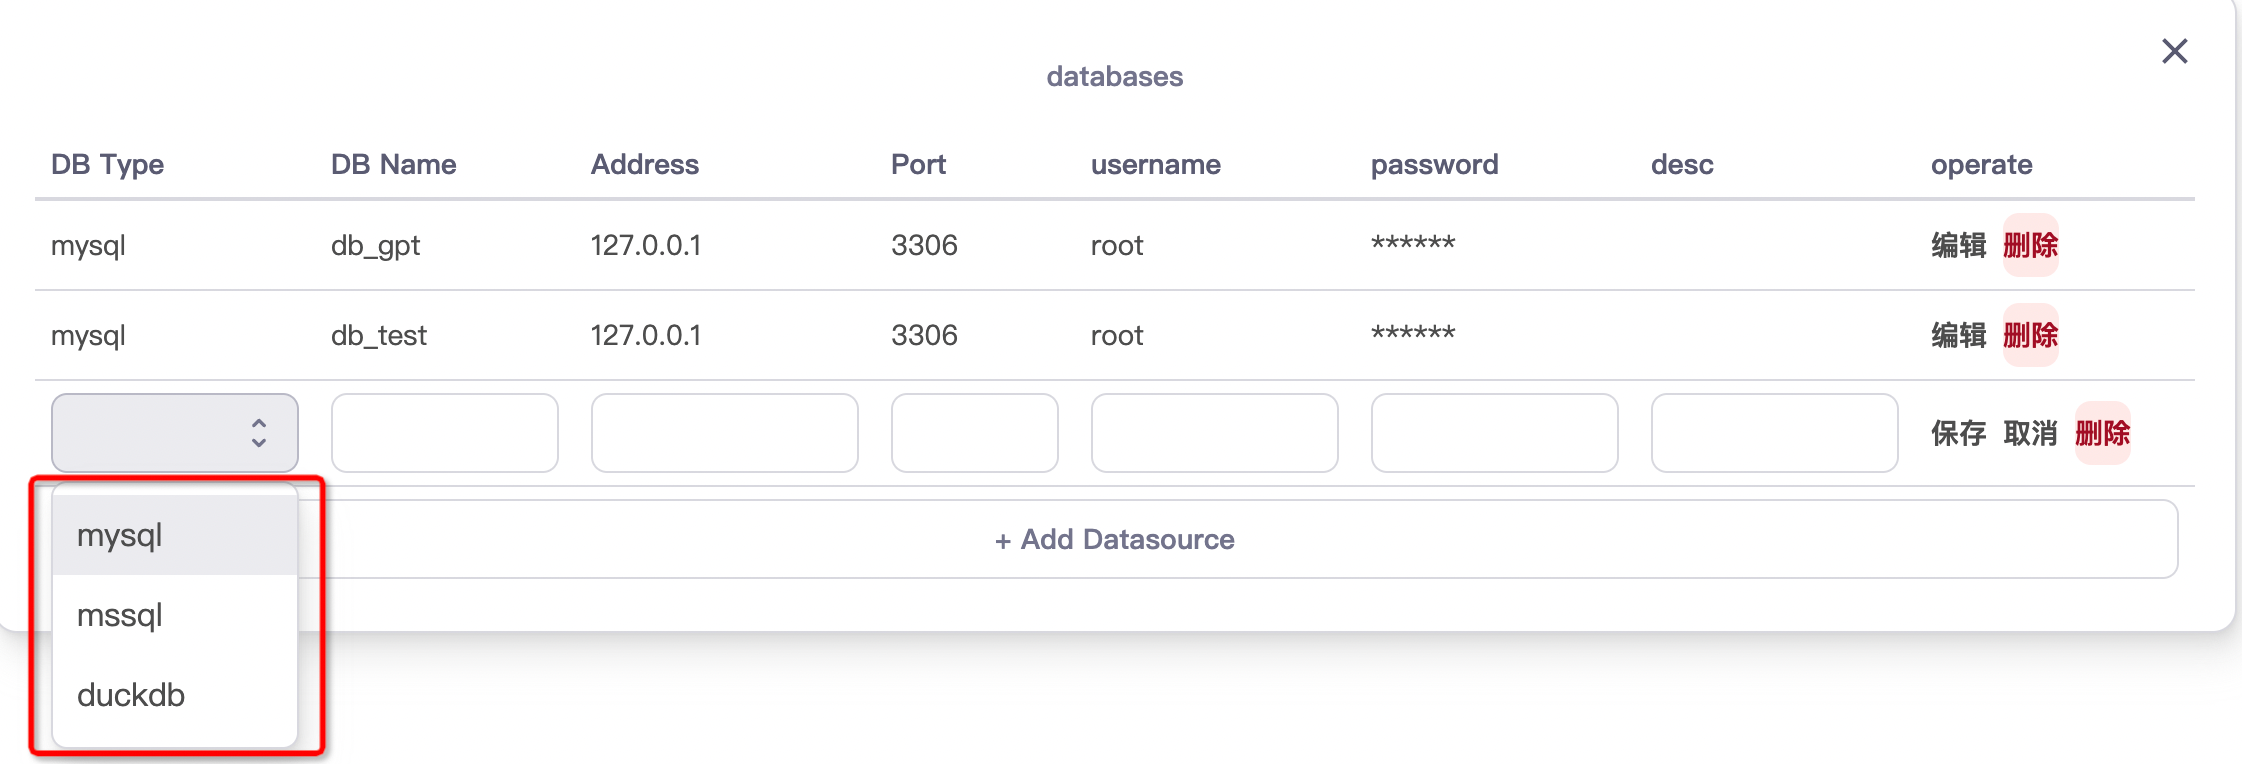 databases
DB Type DB Name Address Port username password desc operate
mysql db_gpt 127.0.0.1 3306 root ****** 编辑 删除
mysql db_test 127.0.0.1 3306 root ****** 编辑 删除
保存 取消 删除
mysql
+ Add Datasource
mssql
duckdb